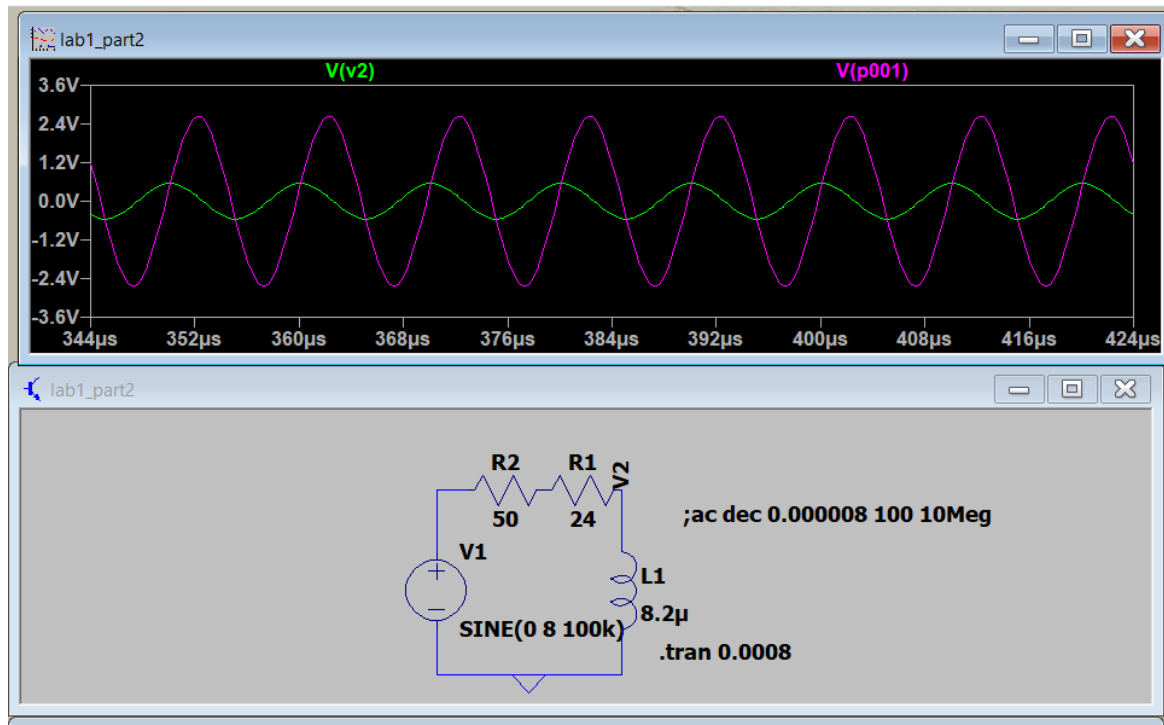 lab1_part2
V(v2) V(p001)
3.6V
2.4V
1.2V
0.0V
-1.2V
-2.4V
-3.6V
344µs 352µs 360µs 368µs 376µs 384µs 392µs 400µs 408µs 416µs 424µs
lab1_part2
R2 R1 V2
50 24
;ac dec 0.000008 100 10Meg
V1
L1
8.2µ
SINE(0 8 100k)
.tran 0.0008